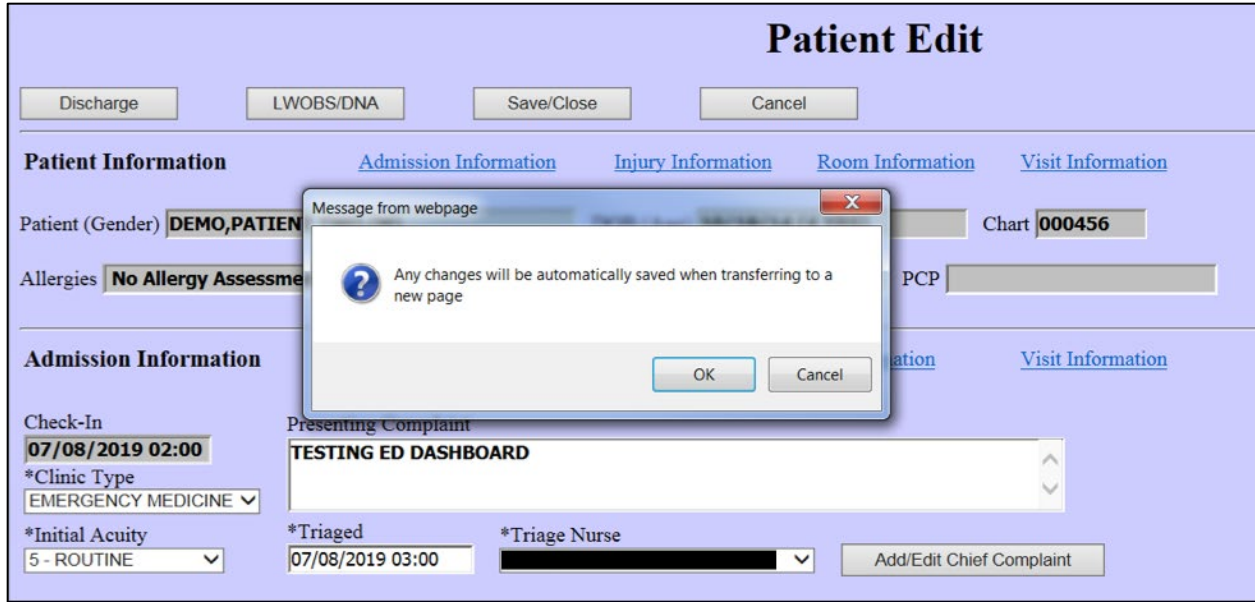 Patient Edit
Discharge LWOBS/DNA Save/Close Cancel
Patient Information Admission Information Injury Information Room Information Visit Information
Message from webpage
Patient (Gender) DEMO,PATIEN Chart 000456
Any changes will be automatically saved when transferring to a
new page
Allergies No Allergy Assessme PCP
OK Cancel
Admission Information ation Visit Information
Check-In Presenting Complaint
07/08/2019 02:00 TESTING ED DASHBOARD
*Clinic Type
EMERGENCY MEDICINE
*Initial Acuity *Triaged *Triage Nurse
5 - ROUTINE 07/08/2019 03:00 Add/Edit Chief Complaint